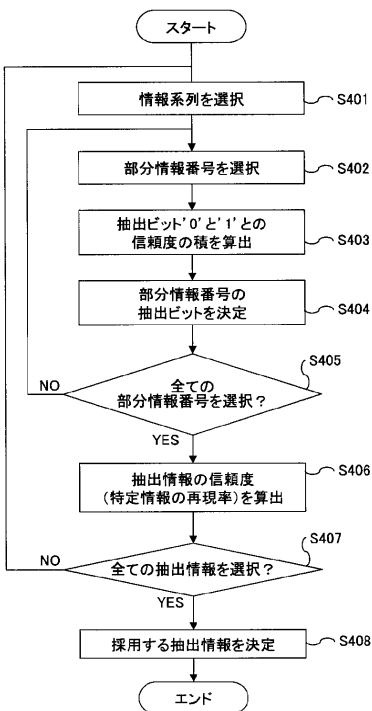 スタート
情報系列を選択
S401
部分情報番号を選択
S402
抽出ビット'0'と'1'との
信頼度の積を算出
S403
部分情報番号の
抽出ビットを決定
S404
S405
全ての
部分情報番号を選択？
NO
YES
抽出情報の信頼度
(特定情報の再現率)を算出
S406
S407
全ての抽出情報を選択？
NO
YES
採用する抽出情報を決定
S408
エンド